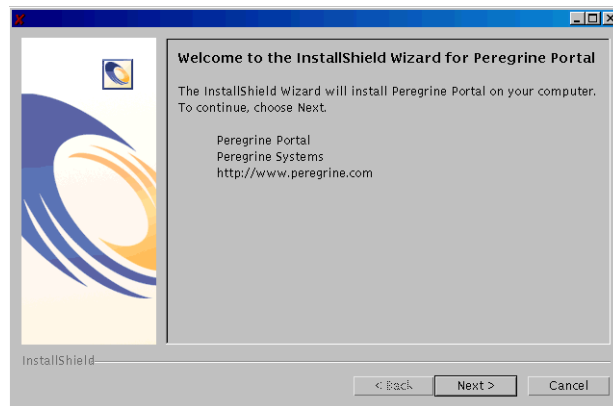 Welcome to the InstallShield Wizard for Peregrine Portal
The InstallShield Wizard will install Peregrine Portal on your computer.
To continue, choose Next.
Peregrine Portal
Peregrine Systems
http://www.peregrine.com
InstallShield
< Back
Next >
Cancel